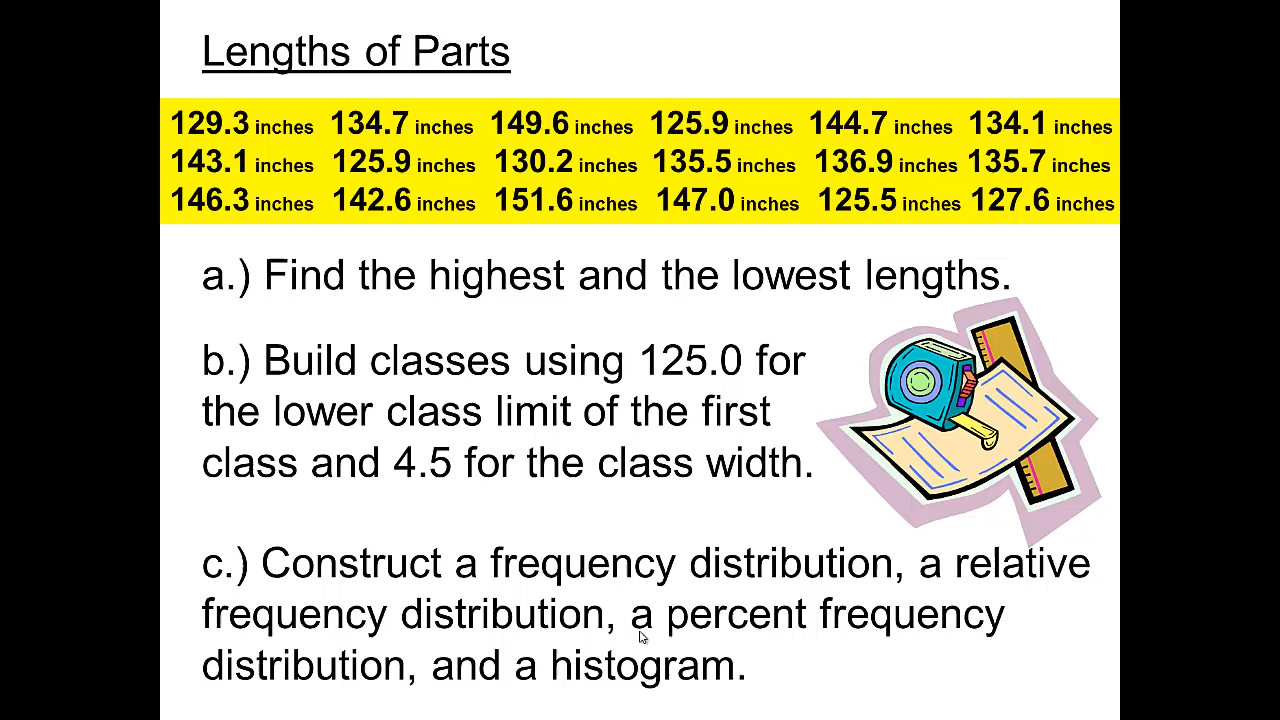 Lengths of Parts
129.3 inches 134.7 inches 149.6 inches 125.9 inches 144.7 inches 134.1 inches
143.1 inches 125.9 inches 130.2 inches 135.5 inches 136.9 inches 135.7 inches
146.3 inches 142.6 inches 151.6 inches 147.0 inches 125.5 inches 127.6 inches
a.) Find the highest and the lowest lengths.
b.) Build classes using 125.0 for
the lower class limit of the first
class and 4.5 for the class width.
c.) Construct a frequency distribution, a relative
frequency distribution, a percent frequency
distribution, and a histogram.